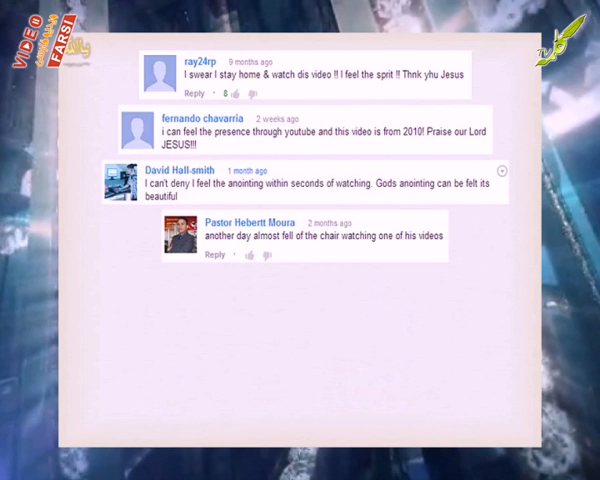 VIDEO
FARSI
TV
ray24rp 9 months ago
I swear I stay home & watch dis video !! I feel the sprit !! Thnk yhu Jesus
Reply · 8
fernando chavarria 2 weeks ago
i can feel the presence through youtube and this video is from 2010! Praise our Lord
JESUS!!!
David Hall-smith 1 month ago
I can't deny I feel the anointing within seconds of watching. Gods anointing can be felt its
beautiful
Pastor Hebertt Moura 2 months ago
another day almost fell of the chair watching one of his videos
Reply ·